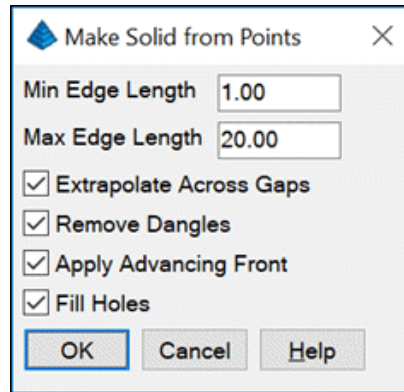 Make Solid from Points
Min Edge Length 1.00
Max Edge Length 20.00
Extrapolate Across Gaps
Remove Dangles
Apply Advancing Front
Fill Holes
OK Cancel Help